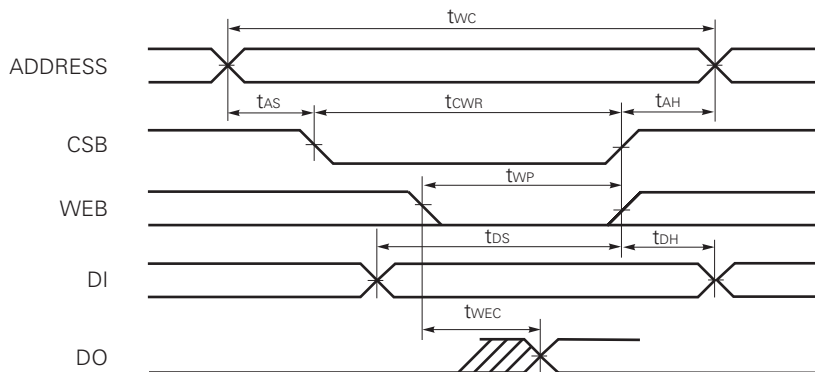 tWC
ADDRESS
tAS tCWR tAH
CSB
tWP
WEB
tDS tDH
DI
tWEC
DO